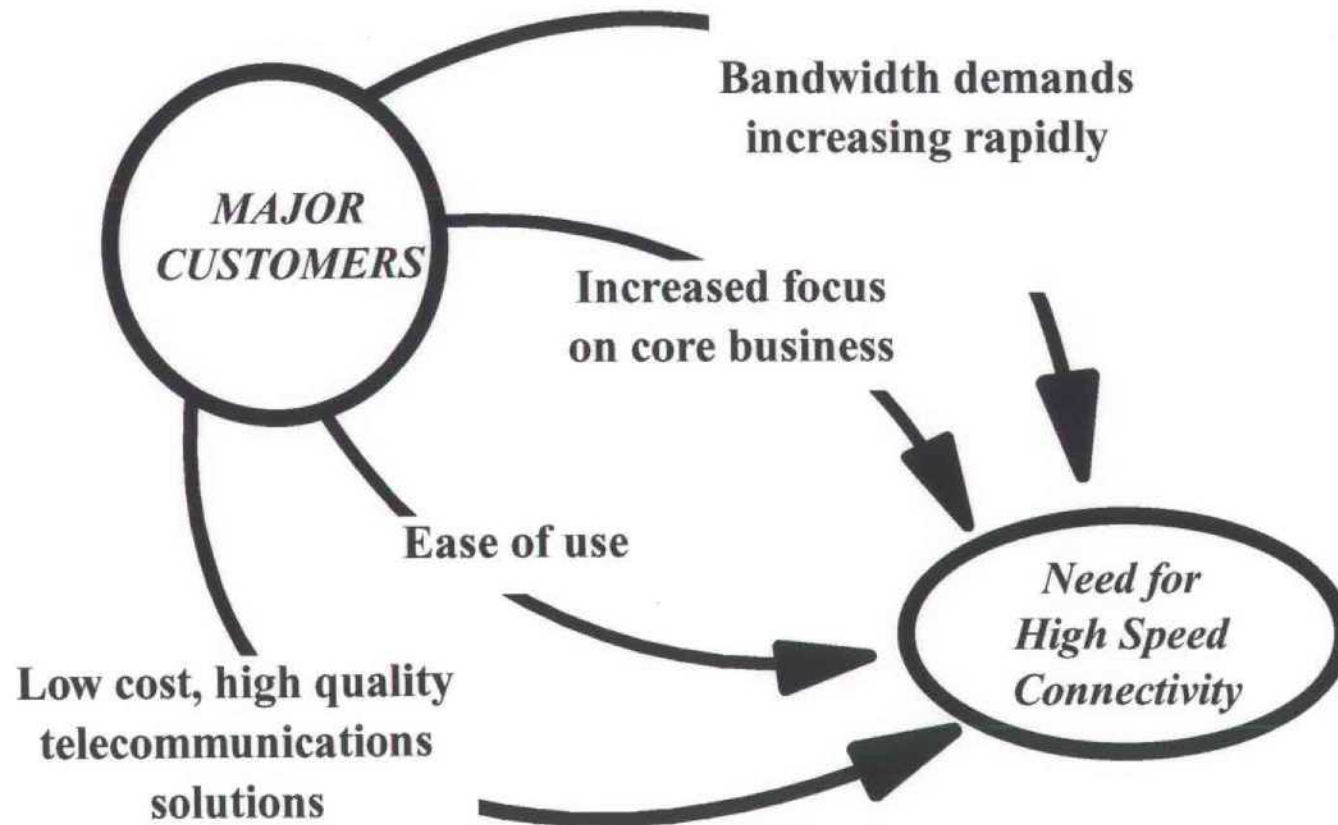 Bandwidth demands
increasing rapidly
MAJOR
CUSTOMERS
Increased focus
on core business
Ease of use
Need for
High Speed
Connectivity
Low cost, high quality
telecommunications
solutions